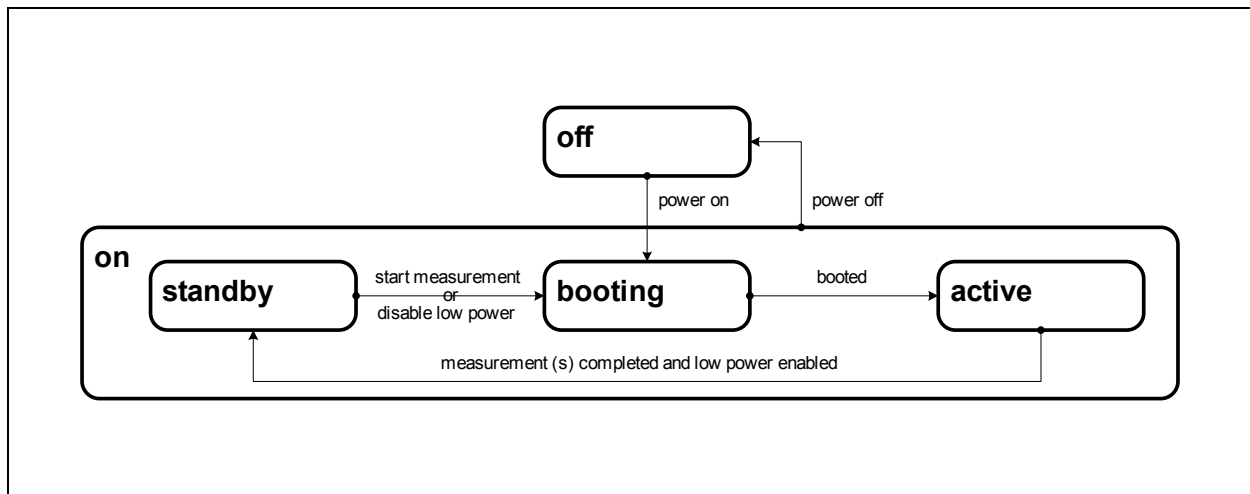 off
power on
power off
on
standby
start measurement
or
disable low power
booting
booted
active
measurement (s) completed and low power enabled